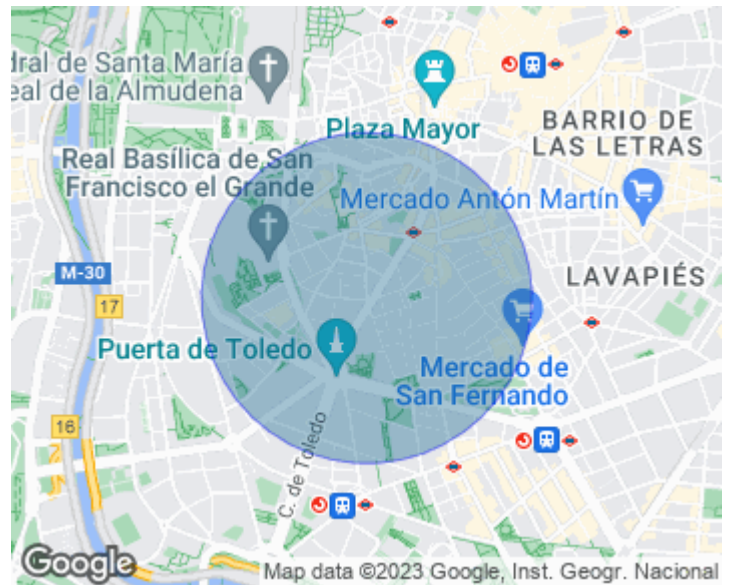 dral de Santa María
eal de la Almudena
Plaza Mayor
BARRIO DE
LAS LETRAS
Real Basílica de San
Francisco el Grande
Mercado Antón Martín
M-30
17
LAVAPIÉS
Puerta de Toledo
Mercado de
San Fernando
16
C. de Toledo
Google
Map data ©2023 Google, Inst. Geogr. Nacional